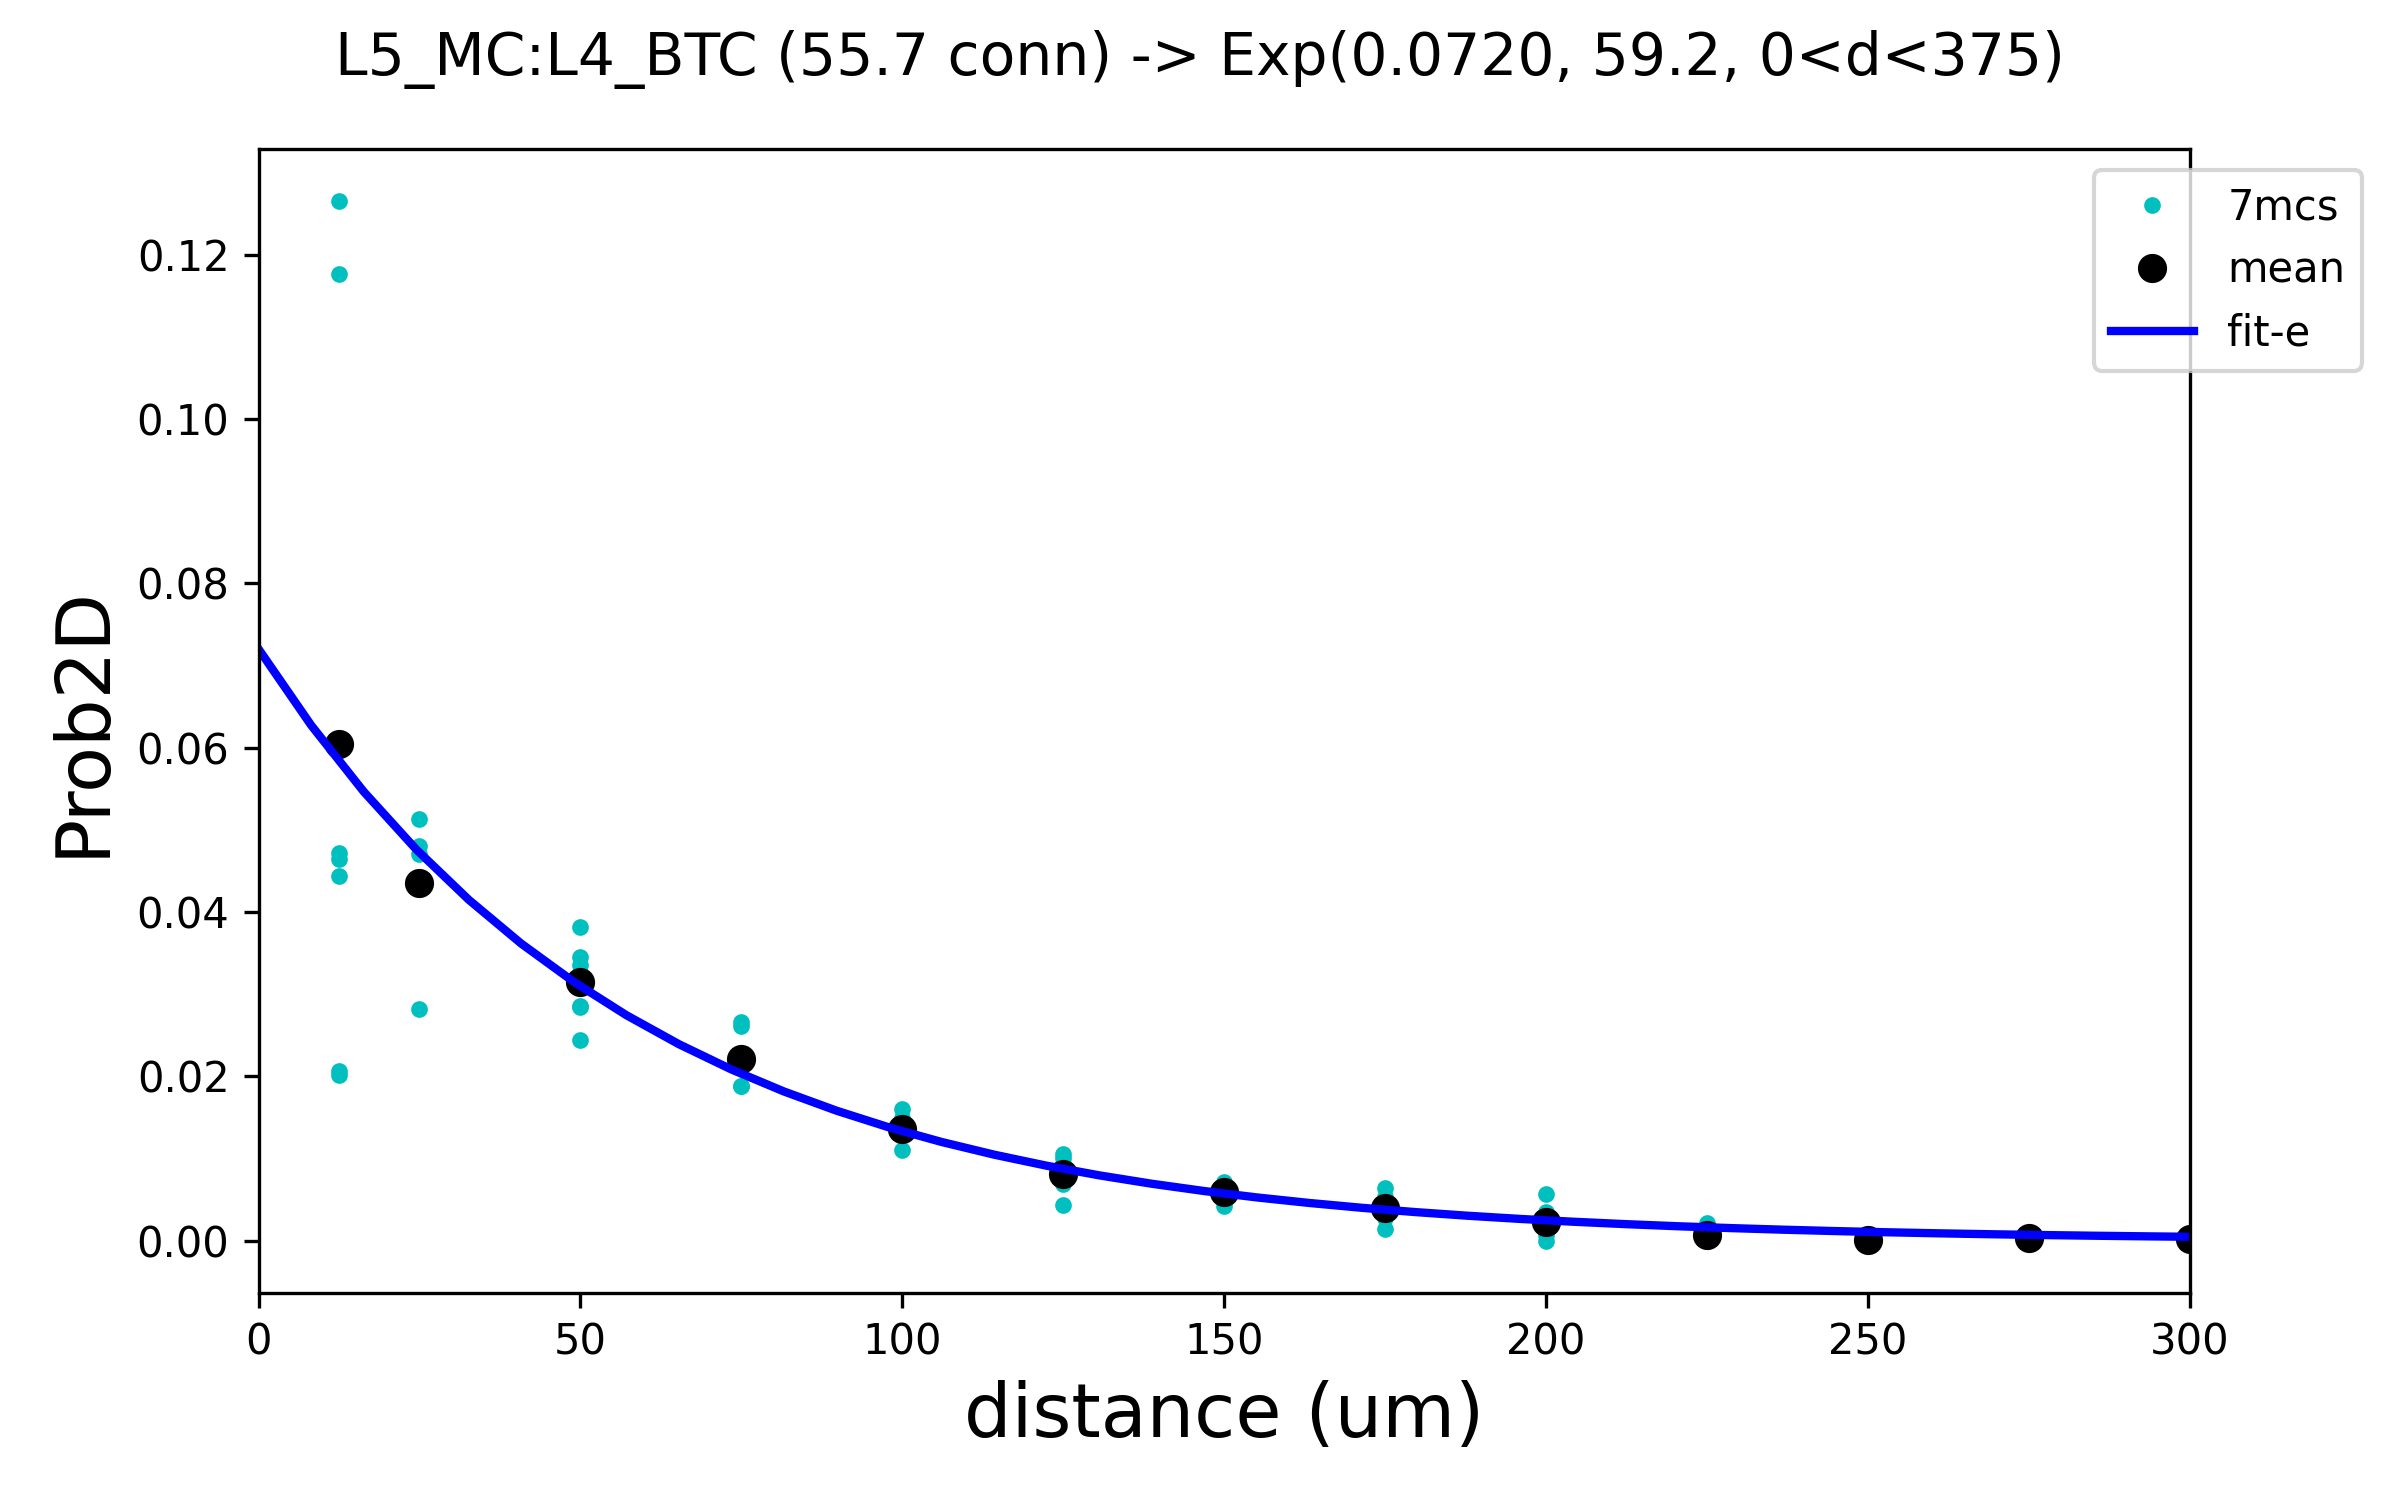 L5_MC:L4_BTC (55.7 conn) -> Exp(0.0720, 59.2, 0<d<375)
7mcs
mean
fit-e
Prob2D
0.12
0.10
0.08
0.06
0.04
0.02
0.00
0 50 100 150 200 250 300
distance (um)